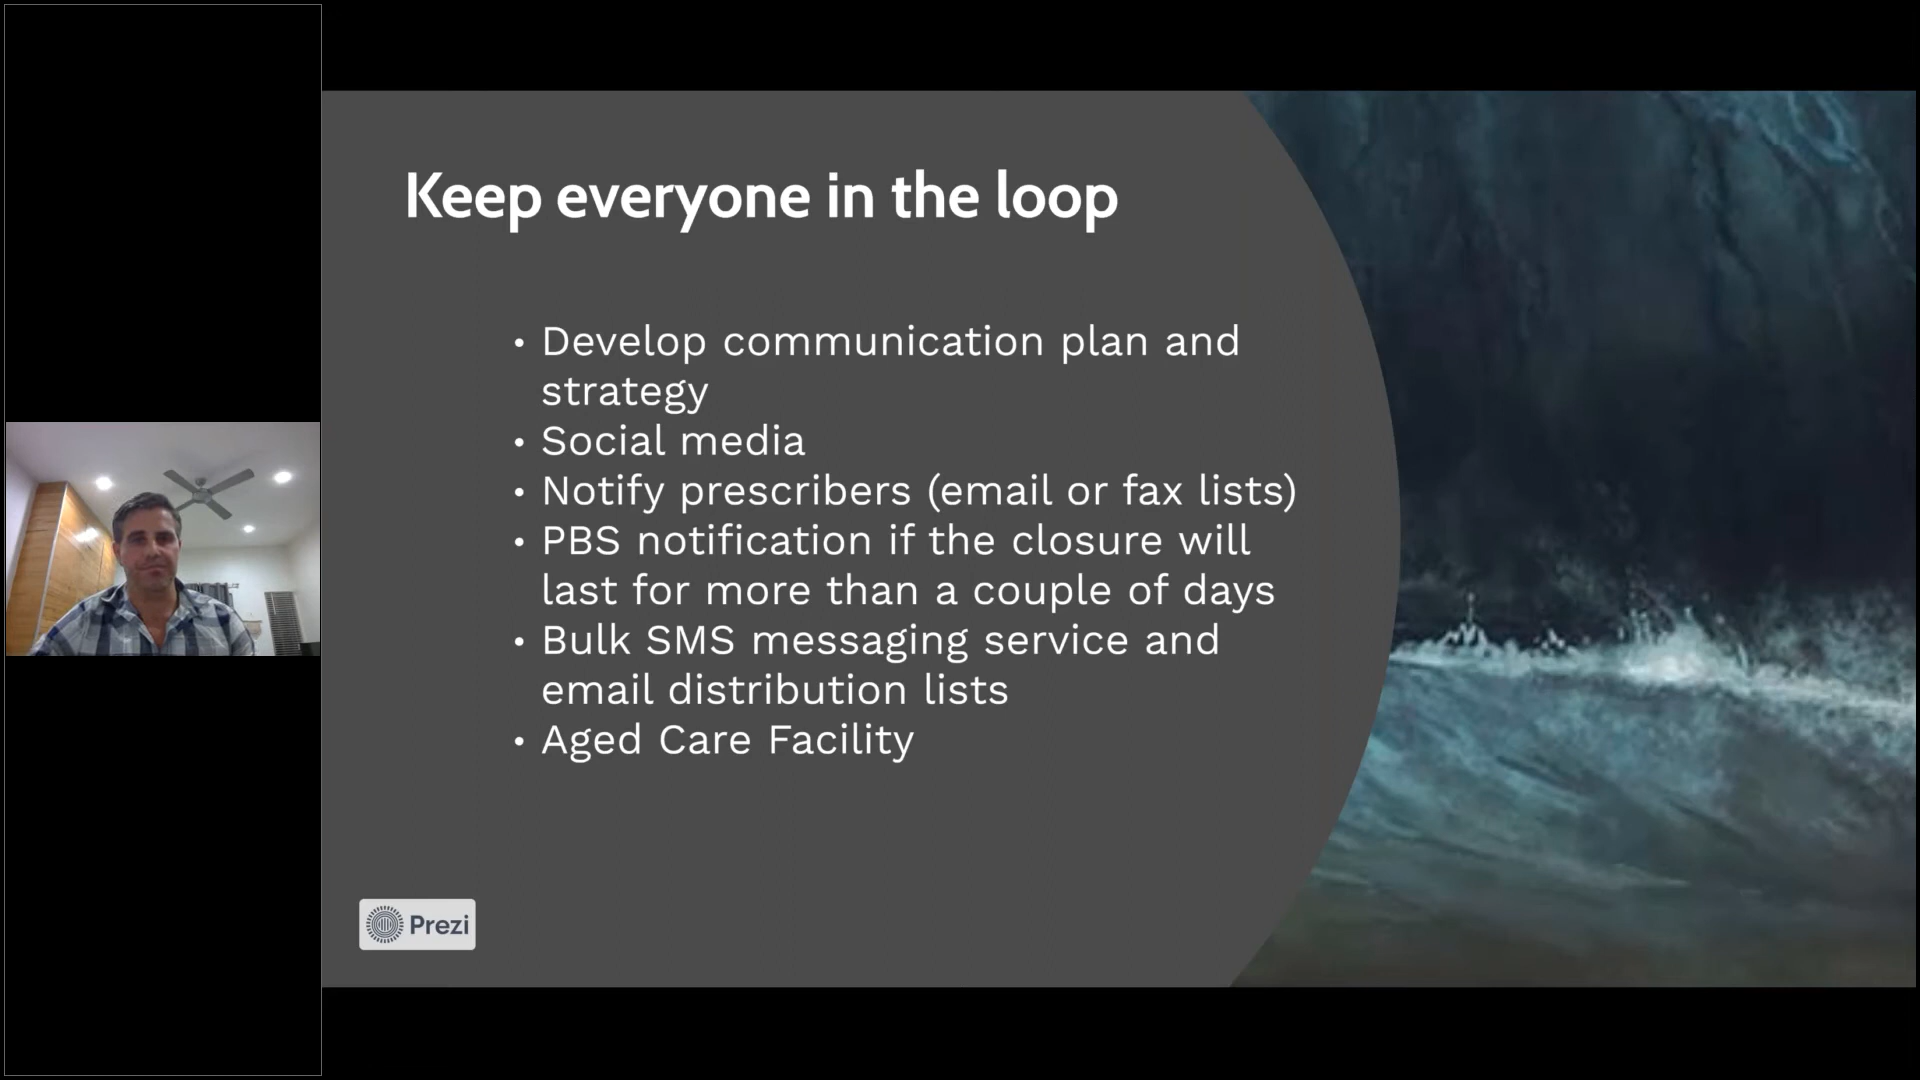 Keep everyone in the loop
• Develop communication plan and
strategy
• Social media
• Notify prescribers (email or fax lists)
• PBS notification if the closure will
last for more than a couple of days
• Bulk SMS messaging service and
email distribution lists
• Aged Care Facility
Prezi